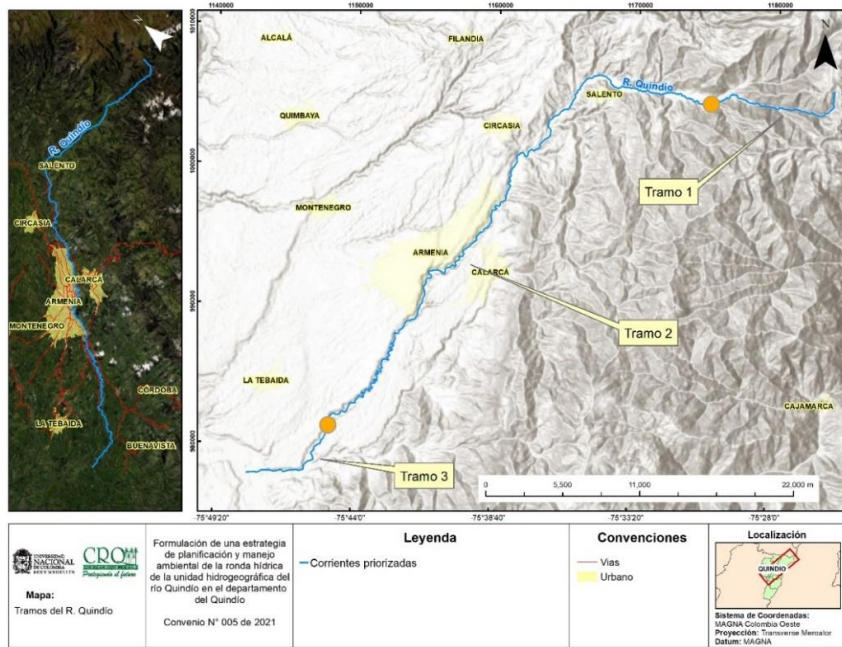 N
R. Quindio
SALENTO
CIRCASIA
CALARCÁ
ARMENIA
MONTENEGRO
CÓRDOBA
LA TEBAIDA
BUENAVISTA
1140000 1150000 1160000 1170000 1180000
1010000
1000000
990000
980000
N
ALCALÁ
FILANDIA
R. Quindio
SALENTO
QUIMBAYA
CIRCASIA
Tramo 1
MONTENEGRO
ARMENIA
CALARCÁ
Tramo 2
LA TEBAIDA
CAJAMARCA
Tramo 3
0 5,500 11,000 22,000 m
-75°49'20" -75°44'0" -75°38'40" -75°33'20" -75°28'0"
UNIVERSIDAD
NACIONAL
DE COLOMBIA
CRQ
Protegiendo el futuro
Mapa:
Tramos del R. Quindío
Formulación de una estrategia
de planificación y manejo
ambiental de la ronda hídrica
de la unidad hidrogeográfica del
río Quindío en el departamento
del Quindío
Convenio N° 005 de 2021
Leyenda
Corrientes priorizadas
Convenciones
Vias
Urbano
Localización
QUINDIO
Sistema de Coordenadas:
MAGNA Colombia Oeste
Proyección: Transverse Mercator
Datum: MAGNA